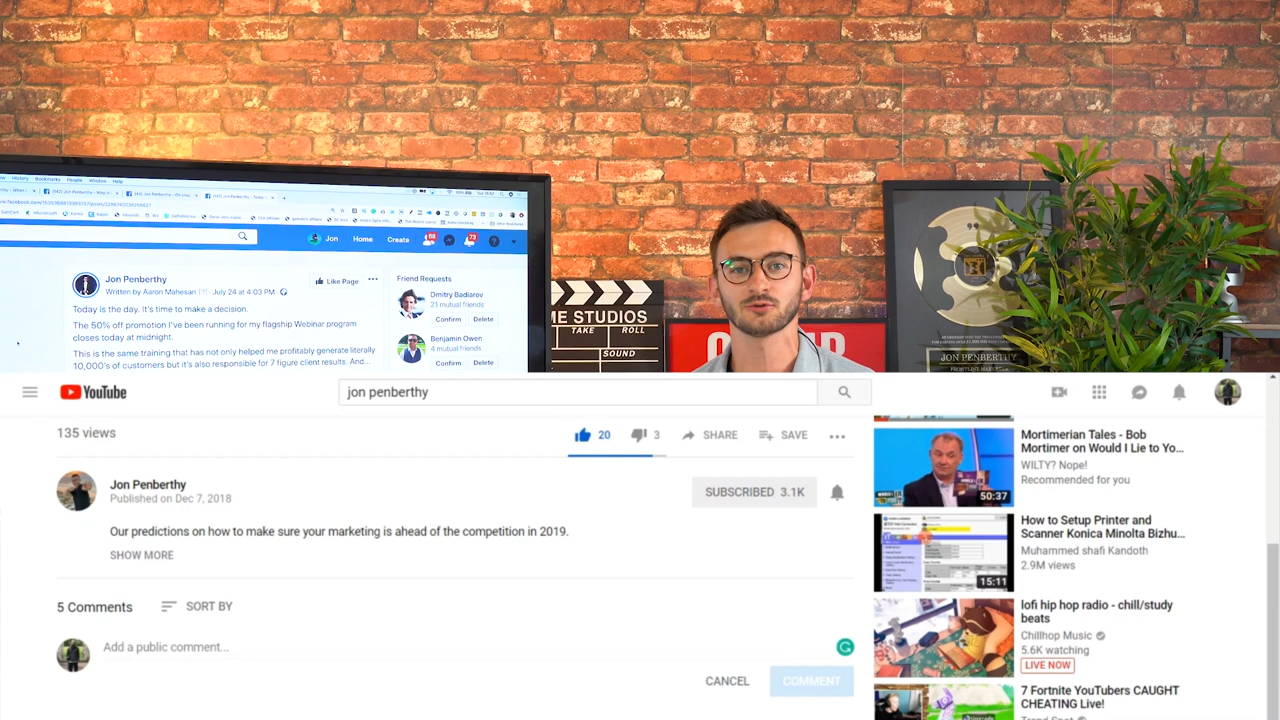 History Bookmarks People Window Help
Jon Home Create 68 73
Jon Penberthy
Written by Aaron Mahesan July 24 at 4:03 PM
Like Page
Today is the day. It's time to make a decision.
The 50% off promotion I've been running for my flagship Webinar program
closes today at midnight.
This is the same training that has not only helped me profitably generate literally
10,000's of customers but it's also responsible for 7 figure client results. And...
Friend Requests
Dmitry Badiarov
21 mutual friends
Confirm Delete
Benjamin Owen
4 mutual friends
Confirm Delete
ME STUDIOS
TAKE ROLL
SOUND
JON PENBERTHY
YouTube
jon penberthy
135 views
20 3 SHARE SAVE
Jon Penberthy
Published on Dec 7, 2018
SUBSCRIBED 3.1K
Our predictions on how to make sure your marketing is ahead of the competition in 2019.
SHOW MORE
5 Comments SORT BY
Add a public comment...
CANCEL COMMENT
Mortimerian Tales - Bob
Mortimer on Would I Lie to Yo...
WILTY? Nope!
Recommended for you
50:37
How to Setup Printer and
Scanner Konica Minolta Bizhu...
Muhammed shafi Kandoth
2.9M views
15:11
lofi hip hop radio - chill/study
beats
Chillhop Music
5.6K watching
LIVE NOW
7 Fortnite YouTubers CAUGHT
CHEATING Live!